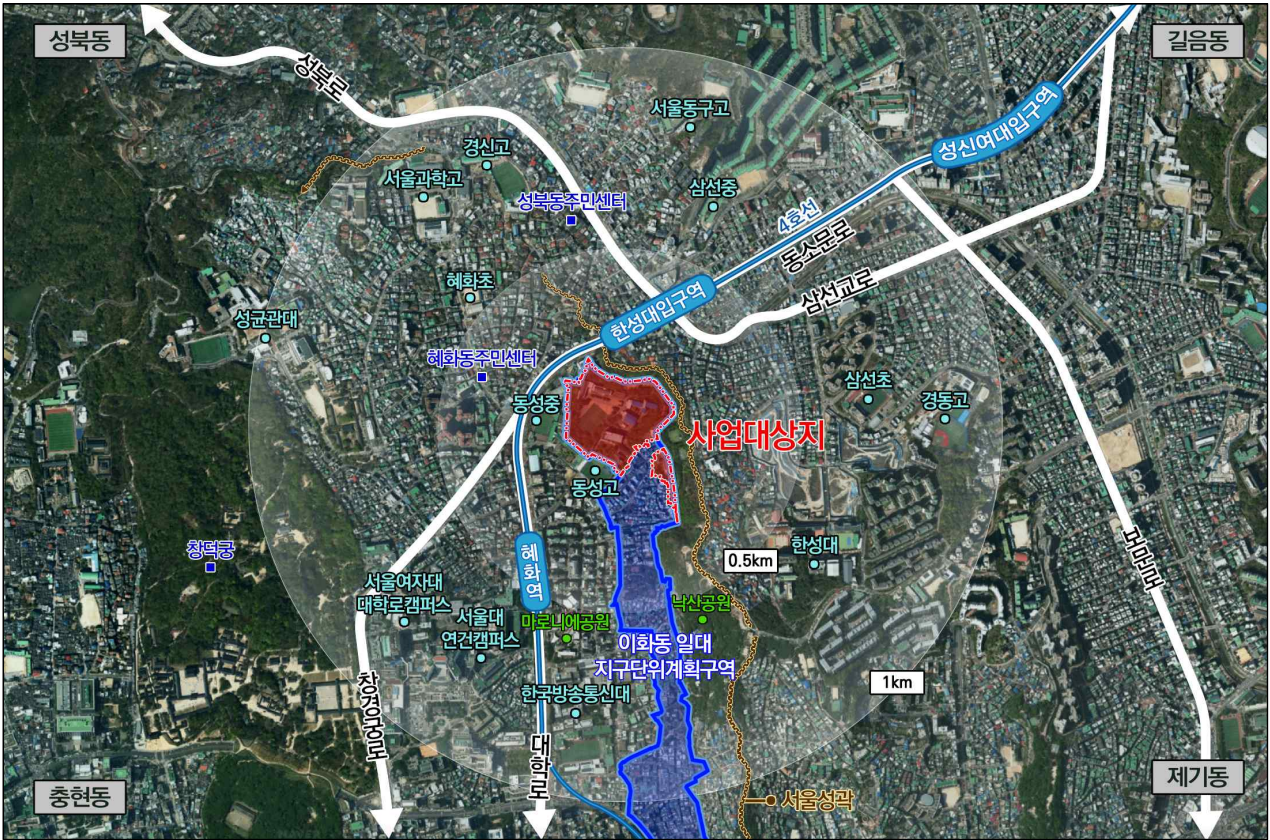 성북동
길음동
성북로
서울동구고
성신여대입구역
경신고
서울과학고
삼선중
성북동주민센터
4호선
동소문로
혜화초
삼선교로
성균관대
한성대입구역
혜화동주민센터
삼선초
경동고
동성중
사업대상지
동성고
보문로
창덕궁
혜화역
0.5km
한성대
서울여자대
대학로캠퍼스
서울대
연건캠퍼스
마로니에공원
낙산공원
이화동 일대
지구단위계획구역
1km
한국방송통신대
창경궁로
대학로
충현동
제기동
서울성곽